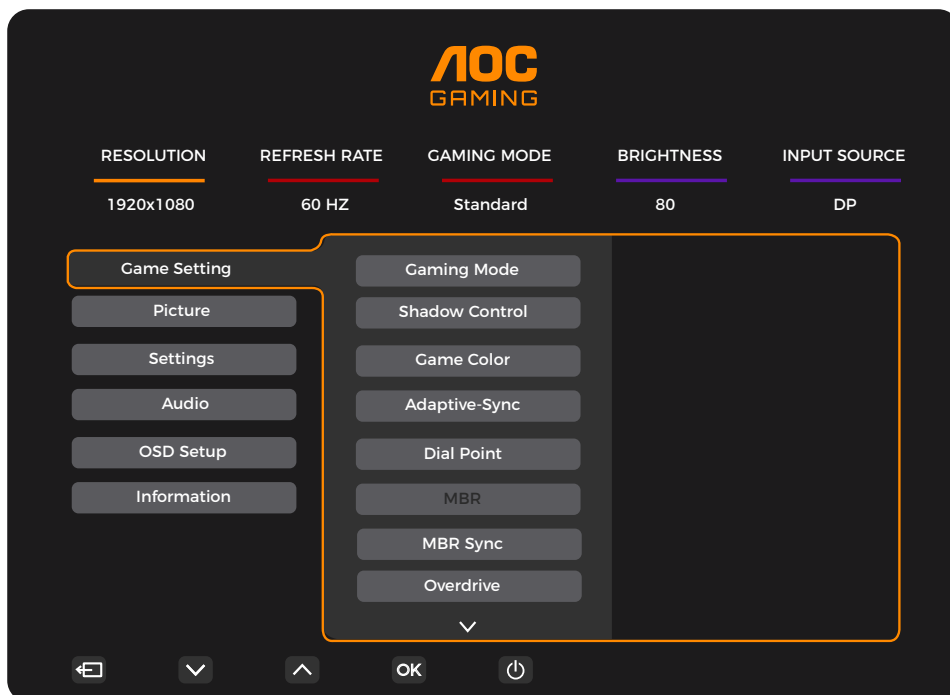 AOC
GAMING
RESOLUTION REFRESH RATE GAMING MODE BRIGHTNESS INPUT SOURCE
1920x1080 60 HZ Standard 80 DP
Game Setting
Picture
Settings
Audio
OSD Setup
Information
Gaming Mode
Shadow Control
Game Color
Adaptive-Sync
Dial Point
MBR
MBR Sync
Overdrive
OK